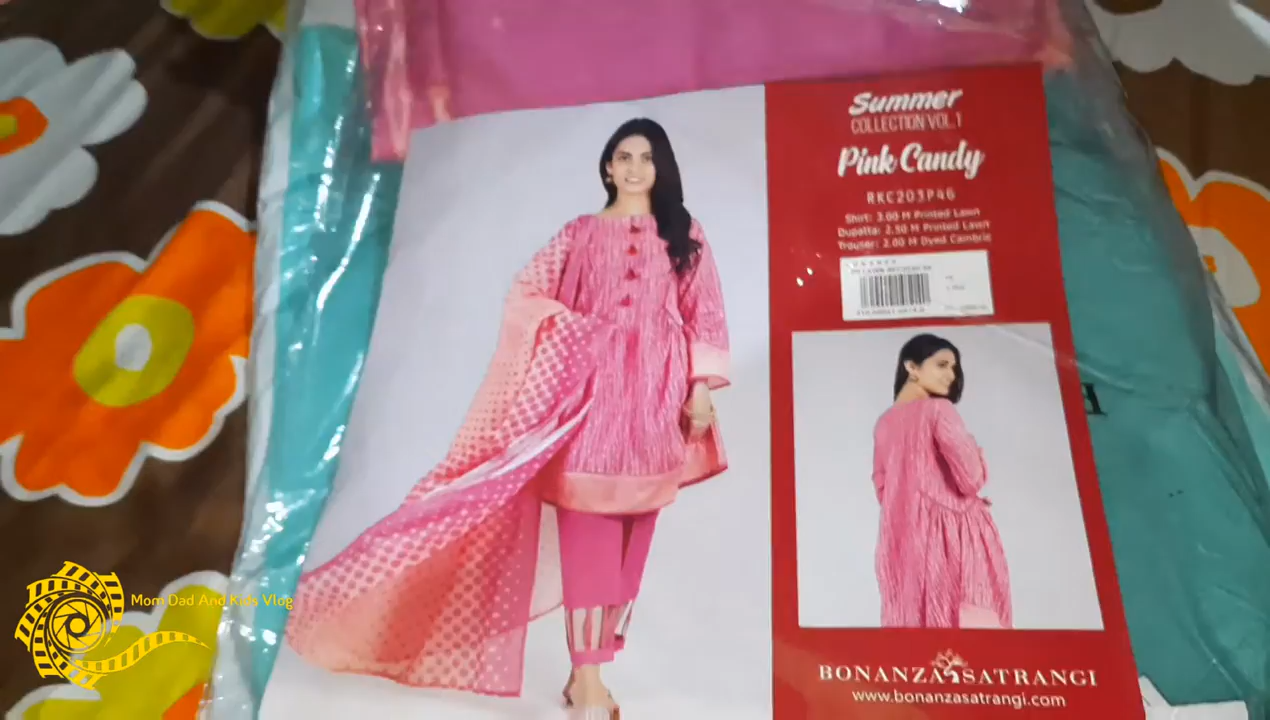 Summer
COLLECTION VOL.1
Pink Candy
RKC203P46
Shirt: 3.00 M Printed Lawn
Dupatta: 2.50 M Printed Lawn
Trouser: 2.00 M Dyed Cambric
BONANZA SATRANGI
www.bonanzasatrangi.com
Mom Dad And Kids Vlog